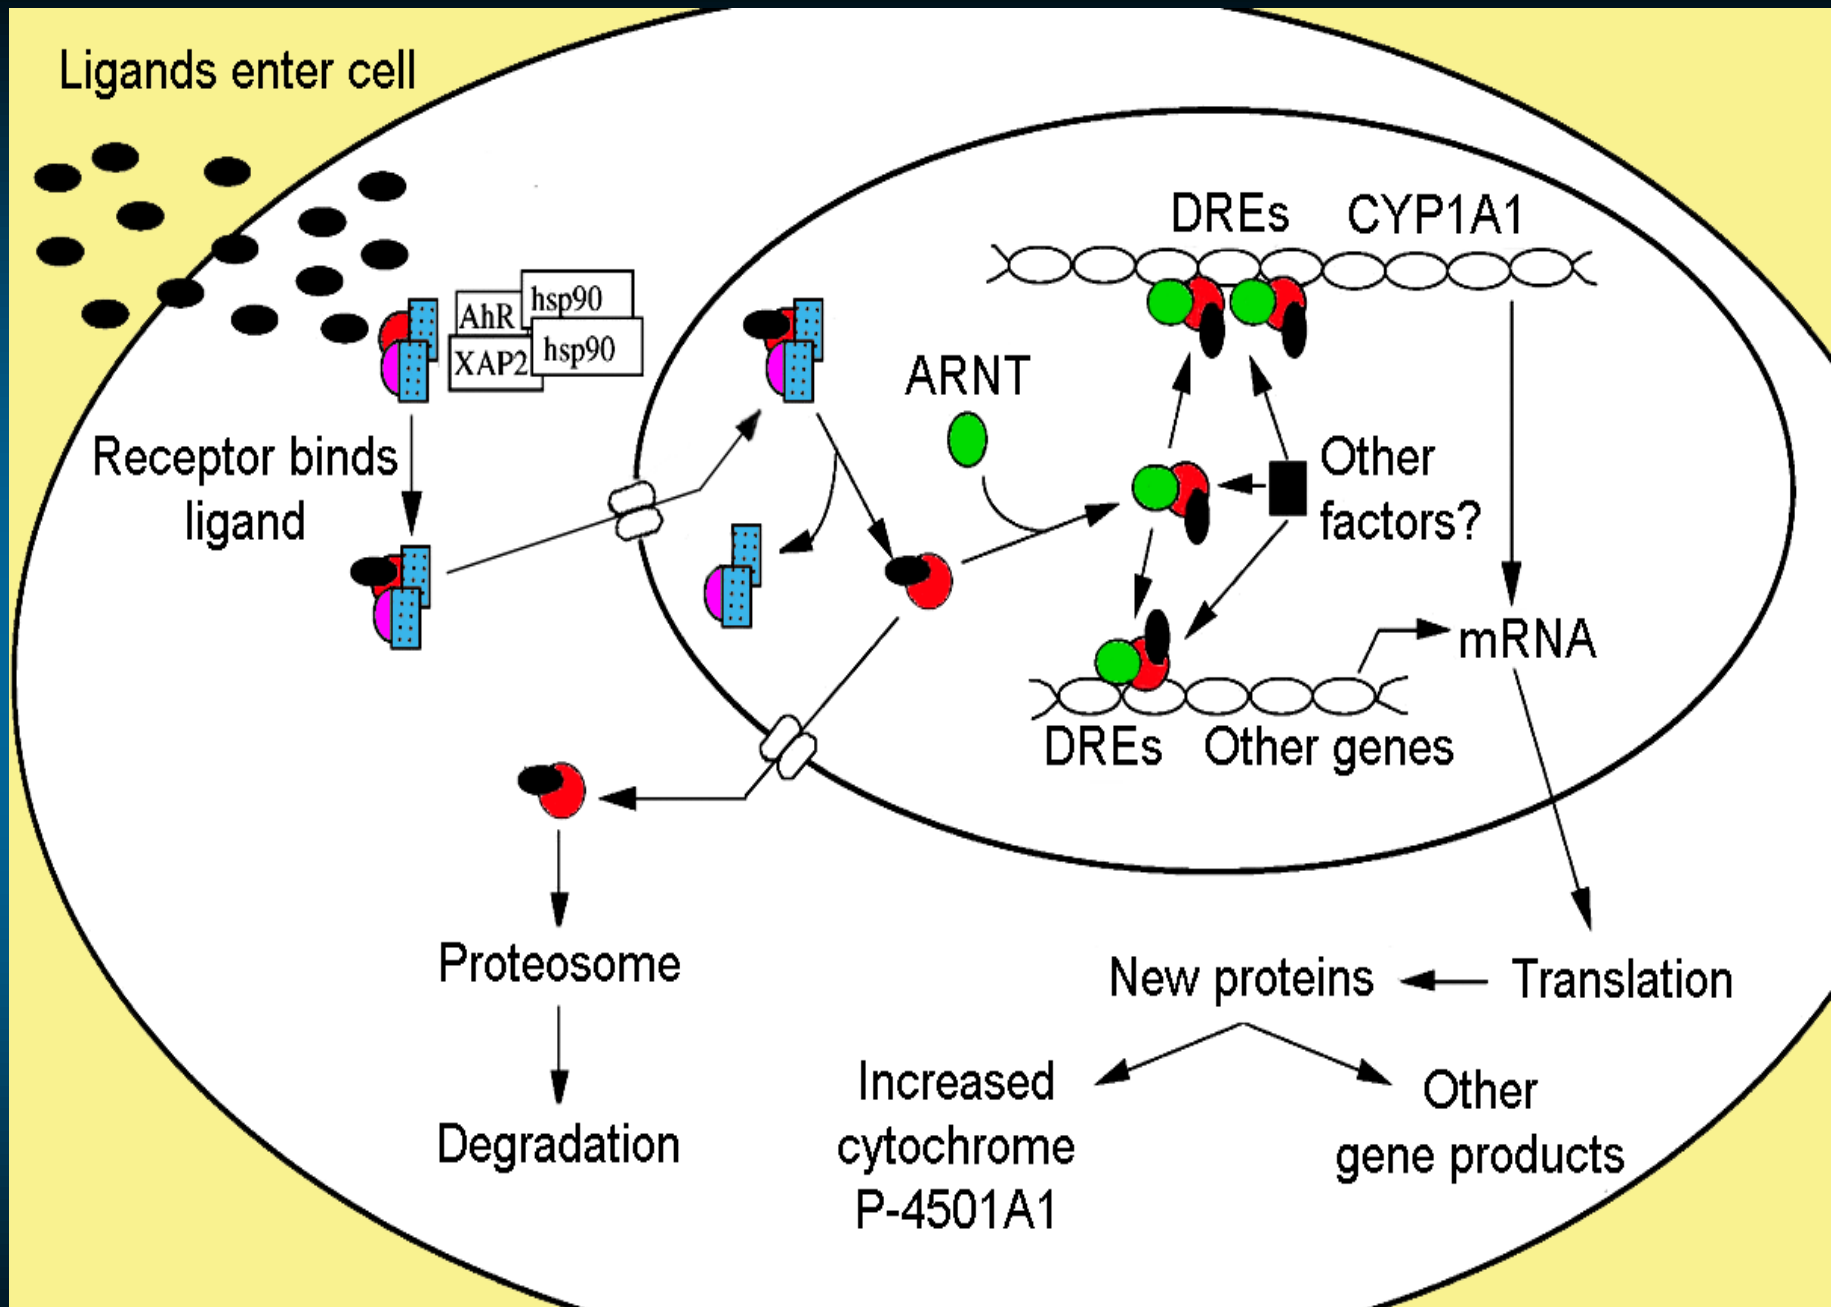 Ligands enter cell
DREs CYP1A1
hsp90
AhR
hsp90
XAP2
ARNT
Receptor binds
ligand
Other
factors?
mRNA
DREs Other genes
Proteosome
New proteins
Translation
Increased
cytochrome
P-4501A1
Other
gene products
Degradation